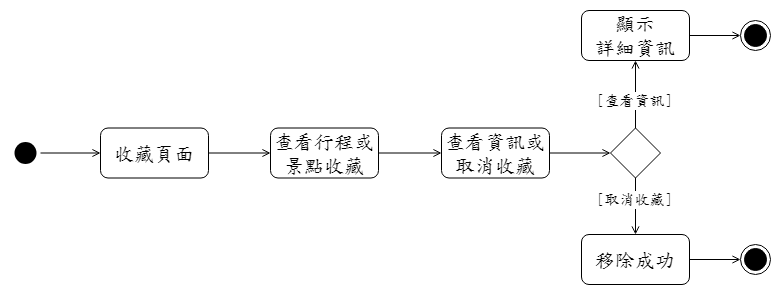 顯示
詳細資訊
[查看資訊]
收藏頁面
查看行程或
景點收藏
查看資訊或
取消收藏
[取消收藏]
移除成功